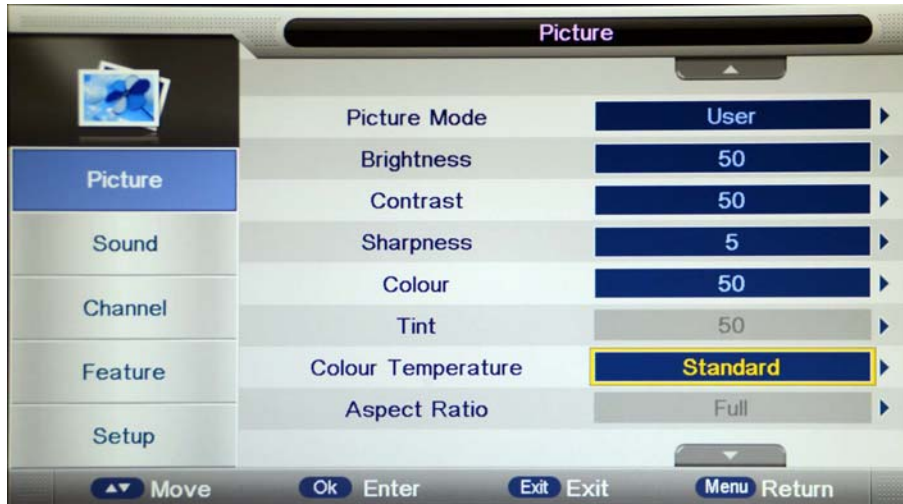 Picture
Picture Mode User
Brightness 50
Picture
Contrast 50
Sound
Sharpness 5
Colour 50
Channel
Tint 50
Feature
Colour Temperature Standard
Aspect Ratio Full
Setup
Move Ok Enter Exit Exit Menu Return